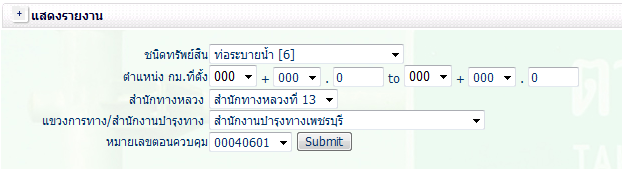 + แสดงรายงาน
ชนิดทรัพย์สิน ท่อระบายน้ำ [6]
ตำแหน่ง กม.ที่ตั้ง 000 + 000 . 0 to 000 + 000 . 0
สำนักทางหลวง สำนักทางหลวงที่ 13
แขวงการทาง/สำนักงานบำรุงทาง สำนักงานบำรุงทางเพชรบุรี
หมายเลขตอนควบคุม 00040601 Submit